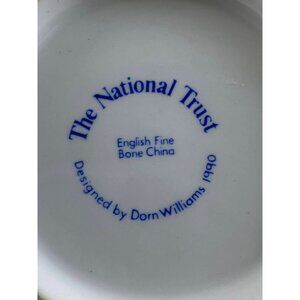 The National Trust
English Fine
Bone China
Designed by Dorn Williams 1990